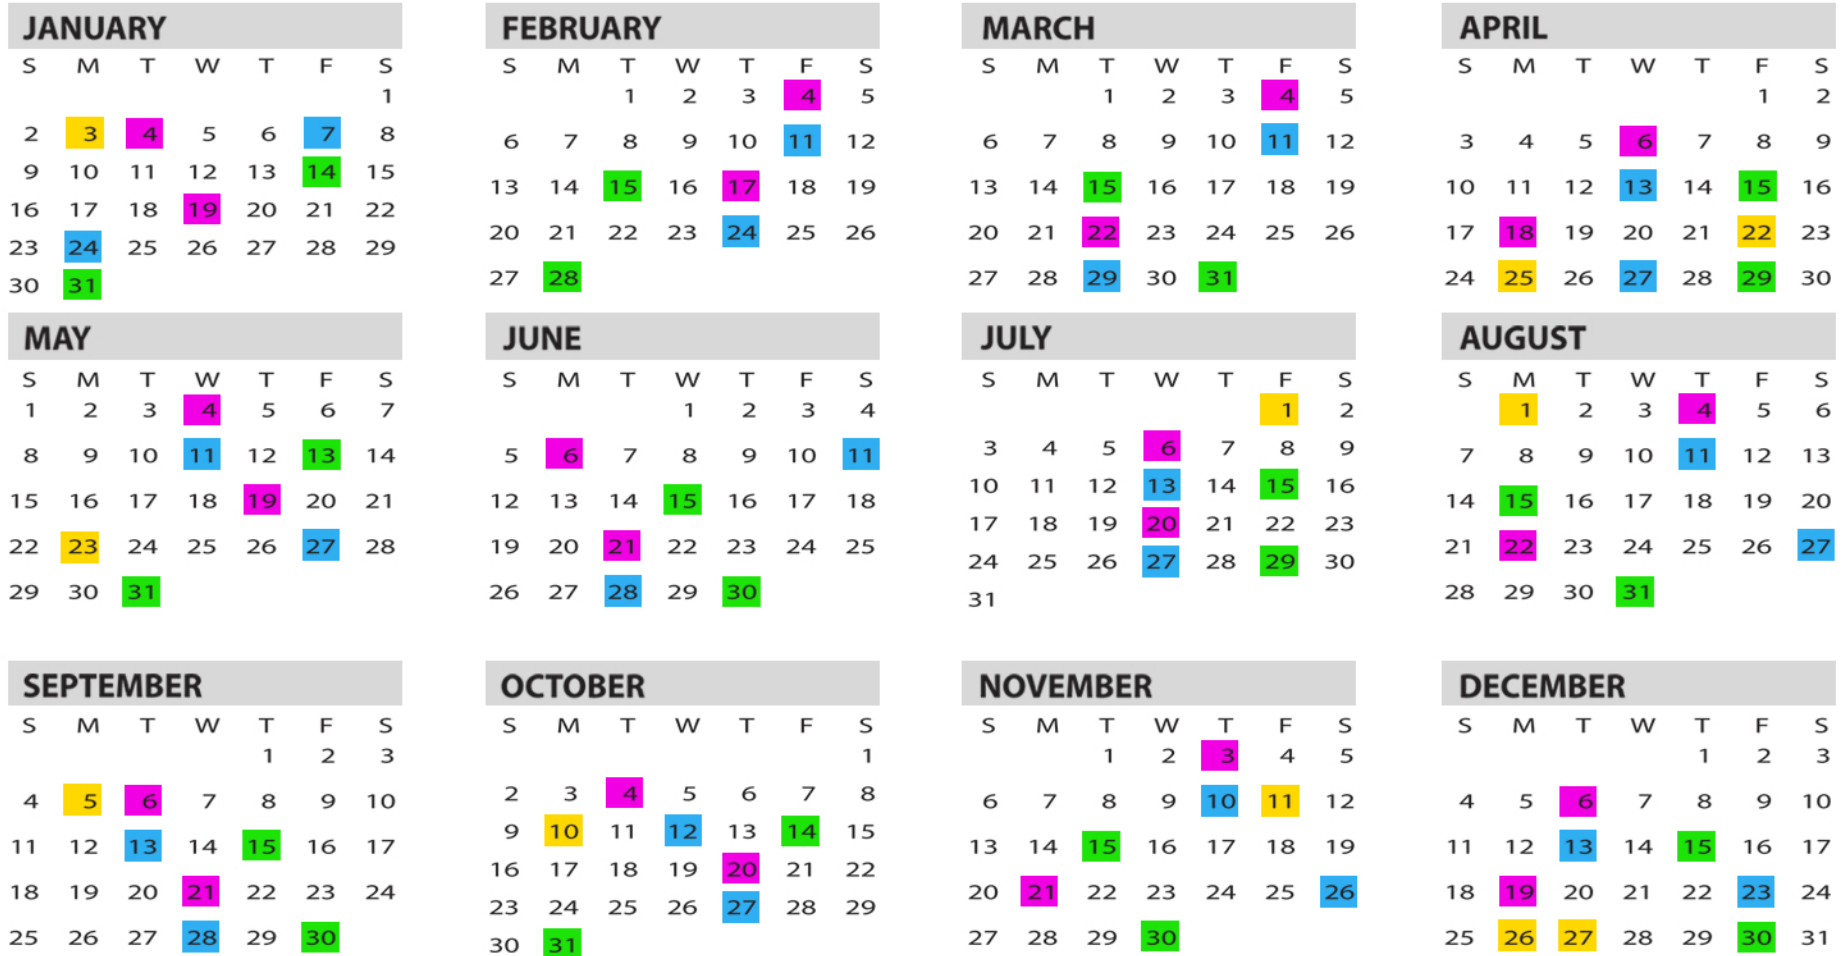 JANUARY
S M T W T F S
1
2 3 4 5 6 7 8
9 10 11 12 13 14 15
16 17 18 19 20 21 22
23 24 25 26 27 28 29
30 31
FEBRUARY
S M T W T F S
1 2 3 4 5
6 7 8 9 10 11 12
13 14 15 16 17 18 19
20 21 22 23 24 25 26
27 28
MARCH
S M T W T F S
1 2 3 4 5
6 7 8 9 10 11 12
13 14 15 16 17 18 19
20 21 22 23 24 25 26
27 28 29 30 31
APRIL
S M T W T F S
1 2
3 4 5 6 7 8 9
10 11 12 13 14 15 16
17 18 19 20 21 22 23
24 25 26 27 28 29 30
MAY
S M T W T F S
1 2 3 4 5 6 7
8 9 10 11 12 13 14
15 16 17 18 19 20 21
22 23 24 25 26 27 28
29 30 31
JUNE
S M T W T F S
1 2 3 4
5 6 7 8 9 10 11
12 13 14 15 16 17 18
19 20 21 22 23 24 25
26 27 28 29 30
JULY
S M T W T F S
1 2
3 4 5 6 7 8 9
10 11 12 13 14 15 16
17 18 19 20 21 22 23
24 25 26 27 28 29 30
31
AUGUST
S M T W T F S
1 2 3 4 5 6
7 8 9 10 11 12 13
14 15 16 17 18 19 20
21 22 23 24 25 26 27
28 29 30 31
SEPTEMBER
S M T W T F S
1 2 3
4 5 6 7 8 9 10
11 12 13 14 15 16 17
18 19 20 21 22 23 24
25 26 27 28 29 30
OCTOBER
S M T W T F S
1
2 3 4 5 6 7 8
9 10 11 12 13 14 15
16 17 18 19 20 21 22
23 24 25 26 27 28 29
30 31
NOVEMBER
S M T W T F S
1 2 3 4 5
6 7 8 9 10 11 12
13 14 15 16 17 18 19
20 21 22 23 24 25 26
27 28 29 30
DECEMBER
S M T W T F S
1 2 3
4 5 6 7 8 9 10
11 12 13 14 15 16 17
18 19 20 21 22 23 24
25 26 27 28 29 30 31